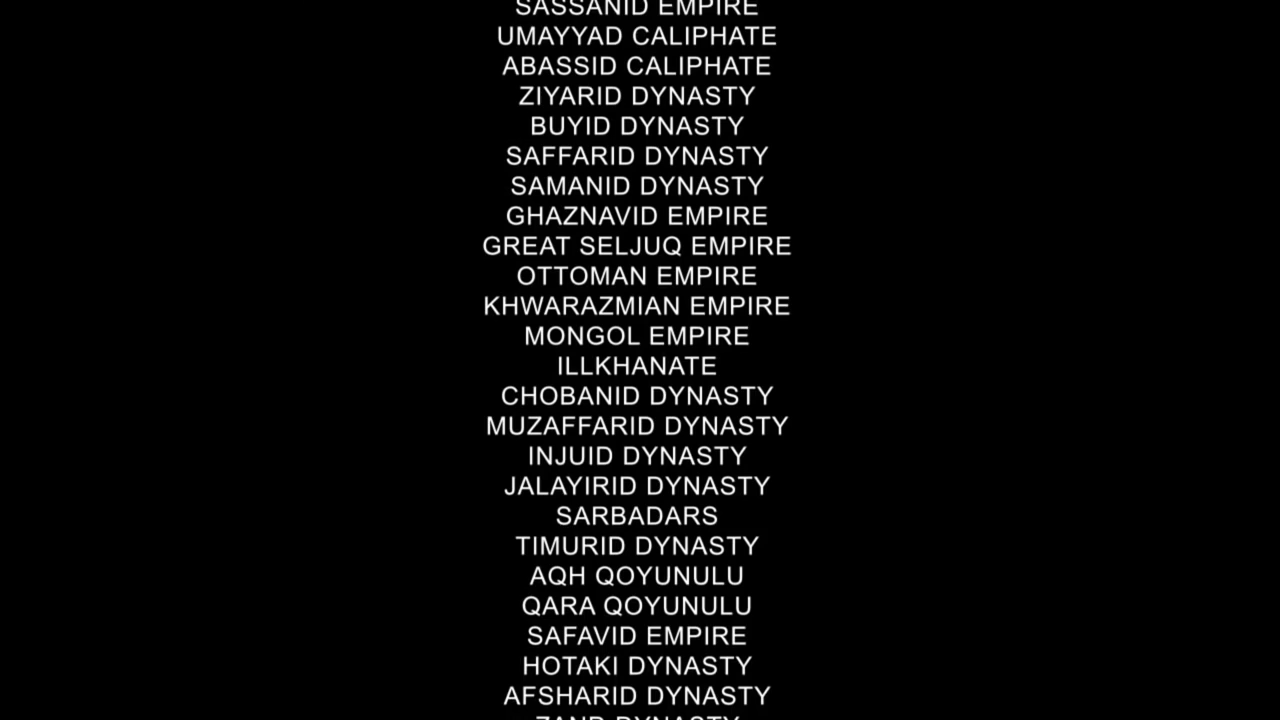 SASSANID EMPIRE
UMAYYAD CALIPHATE
ABASSID CALIPHATE
ZIYARID DYNASTY
BUYID DYNASTY
SAFFARID DYNASTY
SAMANID DYNASTY
GHAZNAVID EMPIRE
GREAT SELJUQ EMPIRE
OTTOMAN EMPIRE
KHWARAZMIAN EMPIRE
MONGOL EMPIRE
ILLKHANATE
CHOBANID DYNASTY
MUZAFFARID DYNASTY
INJUID DYNASTY
JALAYIRID DYNASTY
SARBADARS
TIMURID DYNASTY
AQH QOYUNULU
QARA QOYUNULU
SAFAVID EMPIRE
HOTAKI DYNASTY
AFSHARID DYNASTY
ZAND DYNASTY